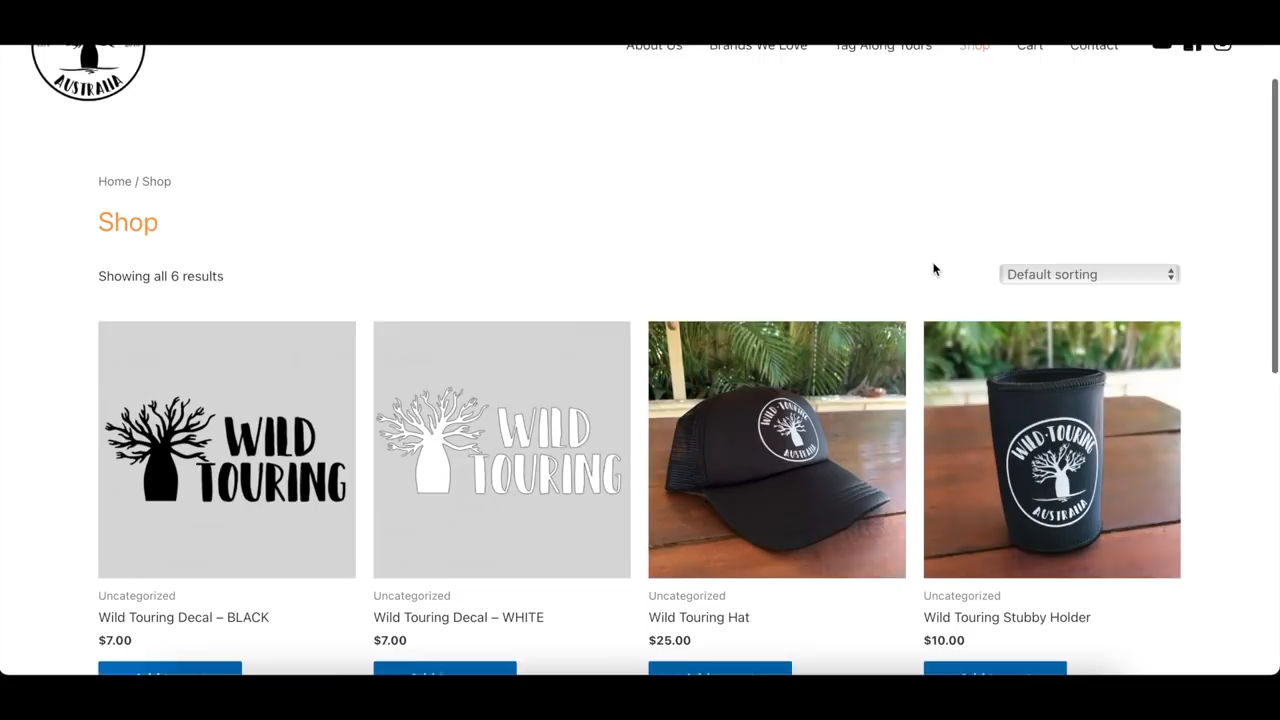 AUSTRALIA
About Us Brands We Love Tag Along Tours Shop Cart Contact
Home / Shop
Shop
Showing all 6 results
Default sorting
WILD TOURING
WILD TOURING
WILD TOURING
AUSTRALIA
WILD·TOURING
AUSTRALIA
Uncategorized Uncategorized Uncategorized Uncategorized
Wild Touring Decal – BLACK Wild Touring Decal – WHITE Wild Touring Hat Wild Touring Stubby Holder
$7.00 $7.00 $25.00 $10.00